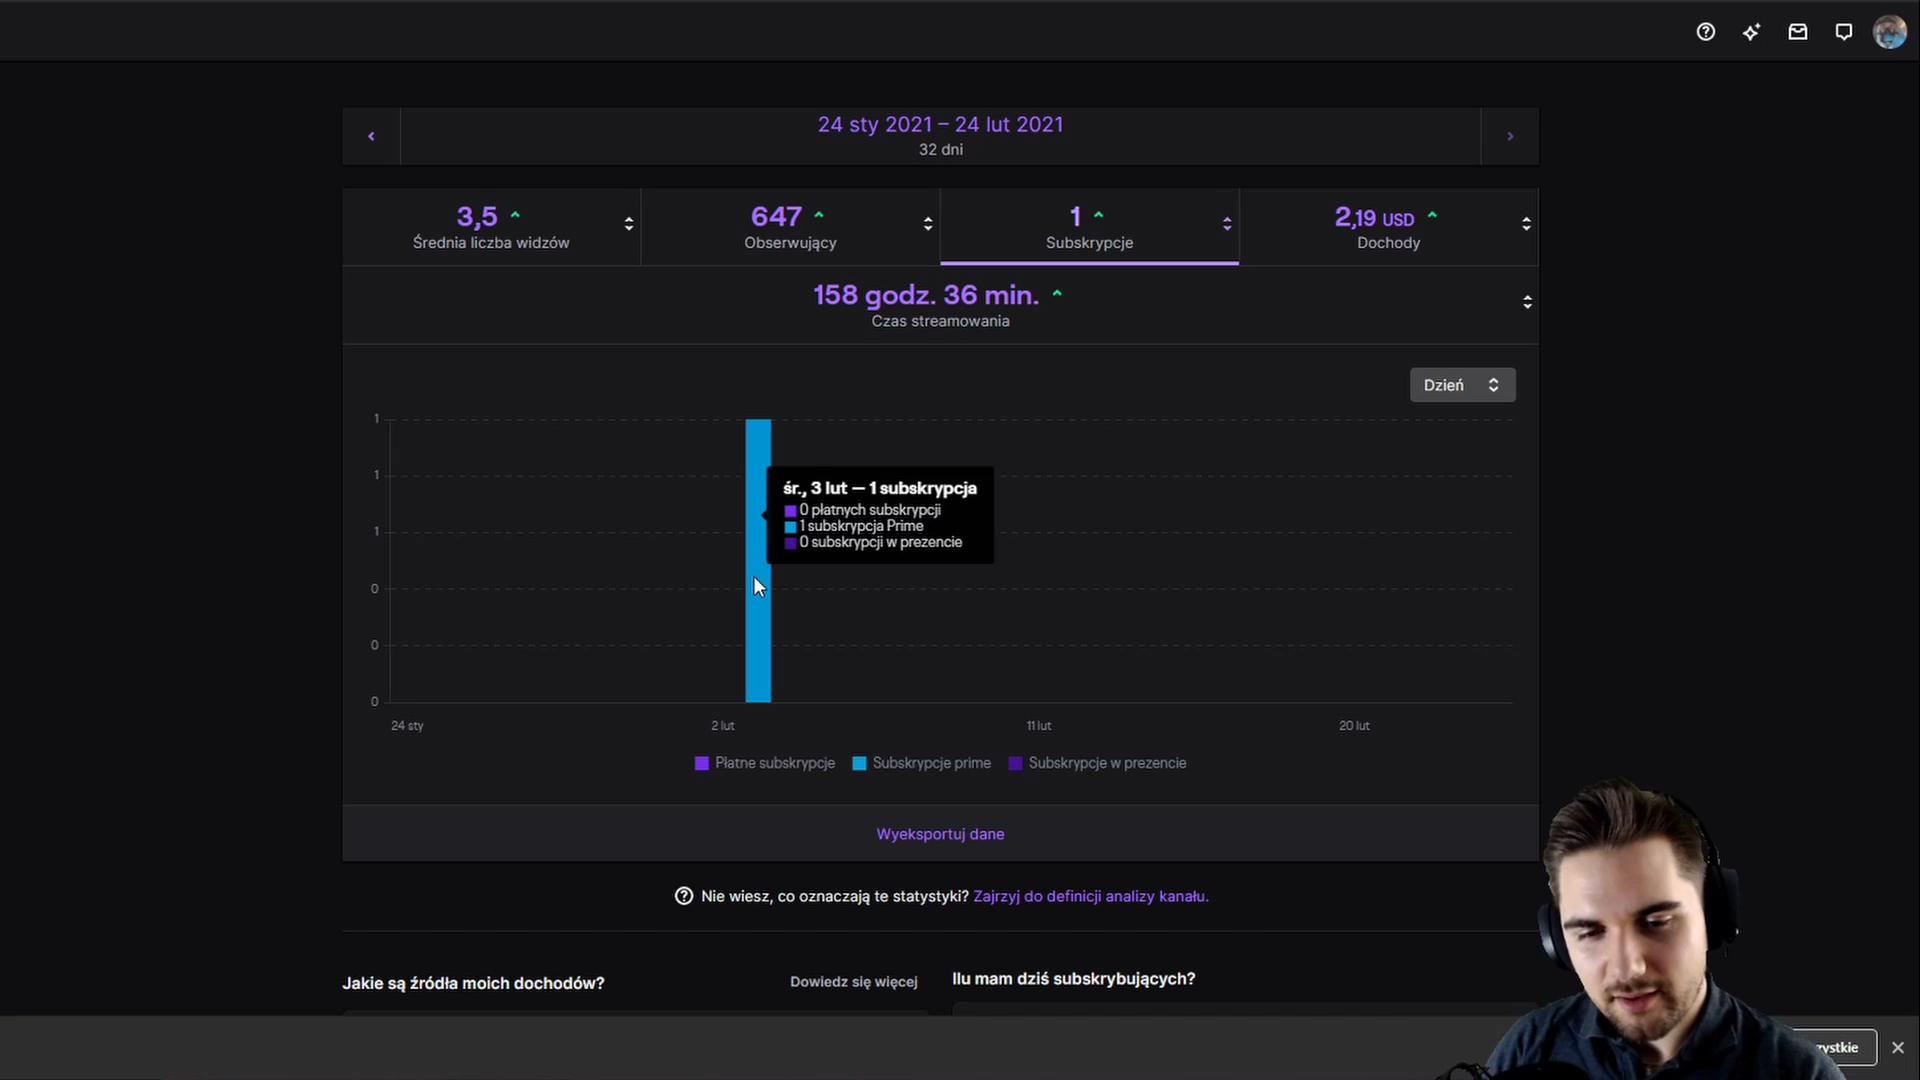 24 sty 2021 – 24 lut 2021
32 dni
3,5
Średnia liczba widzów
647
Obserwujący
1
Subskrypcje
2,19 USD
Dochody
158 godz. 36 min.
Czas streamowania
Dzień
1
1
1
0
0
0
śr., 3 lut — 1 subskrypcja
0 płatnych subskrypcji
1 subskrypcja Prime
0 subskrypcji w prezencie
24 sty
2 lut
11 lut
20 lut
Płatne subskrypcje
Subskrypcje prime
Subskrypcje w prezencie
Wyeksportuj dane
Nie wiesz, co oznaczają te statystyki? Zajrzyj do definicji analizy kanału.
Jakie są źródła moich dochodów?
Dowiedz się więcej
Ilu mam dziś subskrybujących?